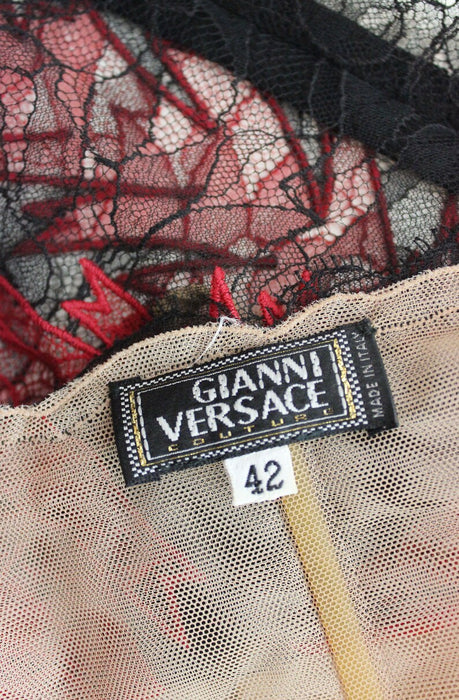 GIANNI
VERSACE
COUTURE
MADE IN ITALY
42